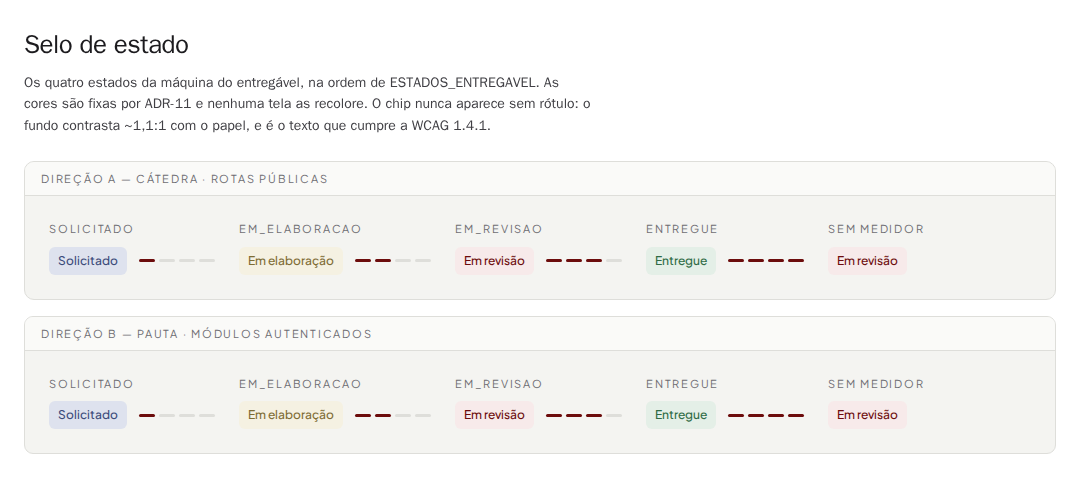 Selo de estado
Os quatro estados da máquina do entregável, na ordem de ESTADOS_ENTREGAVEL. As
cores são fixas por ADR-11 e nenhuma tela as recolore. O chip nunca aparece sem rótulo: o
fundo contrasta ~1,1:1 com o papel, e é o texto que cumpre a WCAG 1.4.1.
DIREÇÃO A — CÁTEDRA · ROTAS PÚBLICAS
SOLICITADO EM_ELABORACAO EM_REVISAO ENTREGUE SEM MEDIDOR
Solicitado Em elaboração Em revisão Entregue Em revisão
DIREÇÃO B — PAUTA · MÓDULOS AUTENTICADOS
SOLICITADO EM_ELABORACAO EM_REVISAO ENTREGUE SEM MEDIDOR
Solicitado Em elaboração Em revisão Entregue Em revisão